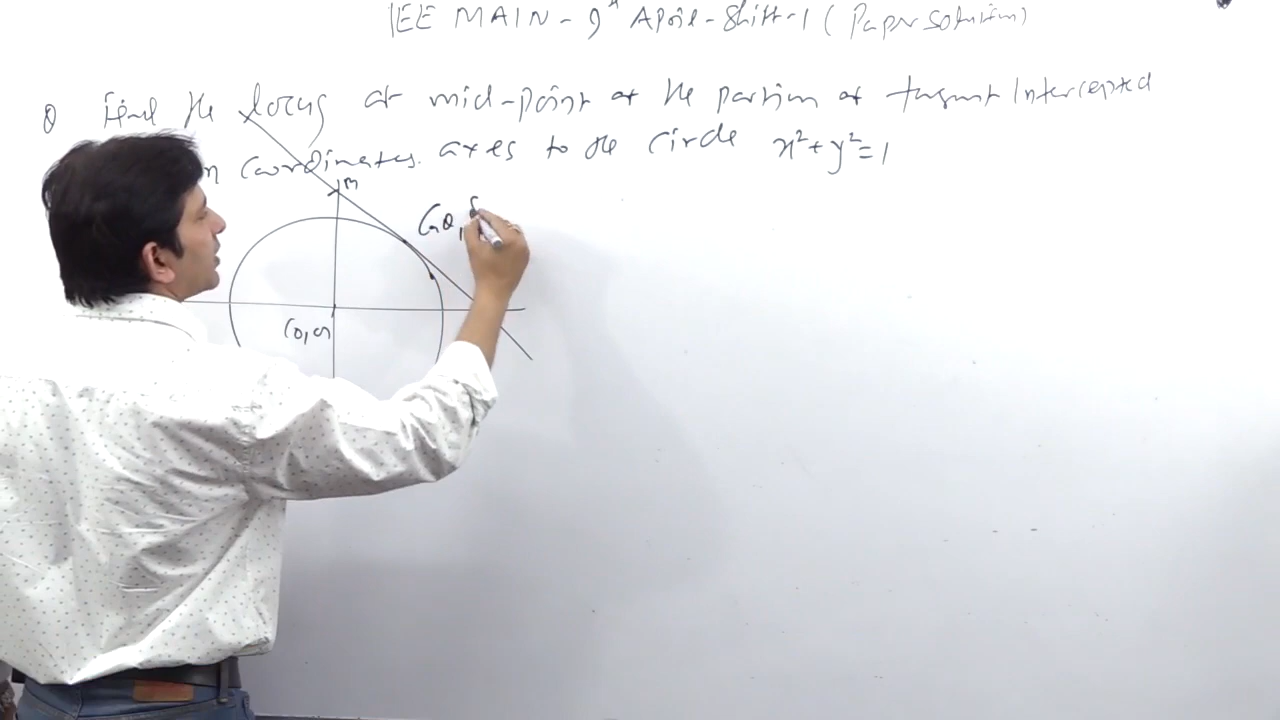 JEE MAIN - 9th April - Shift-1 (Paper solution)
Q Find the locus of mid-point of the portion of tangent Intercepted
n Coordinates. axes to the Circle x²+y²=1
B
Cosθ, S
(0,0)